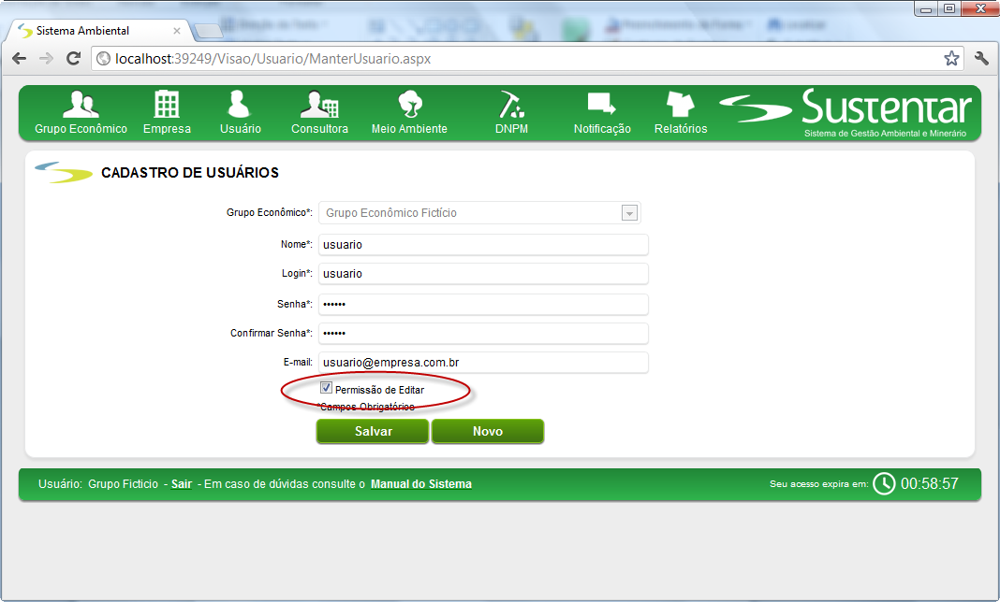 Sistema Ambiental
localhost:39249/Visao/Usuario/ManterUsuario.aspx
Grupo Econômico Empresa Usuário Consultora Meio Ambiente DNPM Notificação Relatórios
Sustentar
Sistema de Gestão Ambiental e Minerário
CADASTRO DE USUÁRIOS
Grupo Econômico*: Grupo Econômico Fictício
Nome*: usuario
Login*: usuario
Senha*: ••••••
Confirmar Senha*: ••••••
E-mail: usuario@empresa.com.br
Permissão de Editar
*Campos Obrigatórios
Salvar Novo
Usuário: Grupo Ficticio - Sair - Em caso de dúvidas consulte o Manual do Sistema Seu acesso expira em: 00:58:57